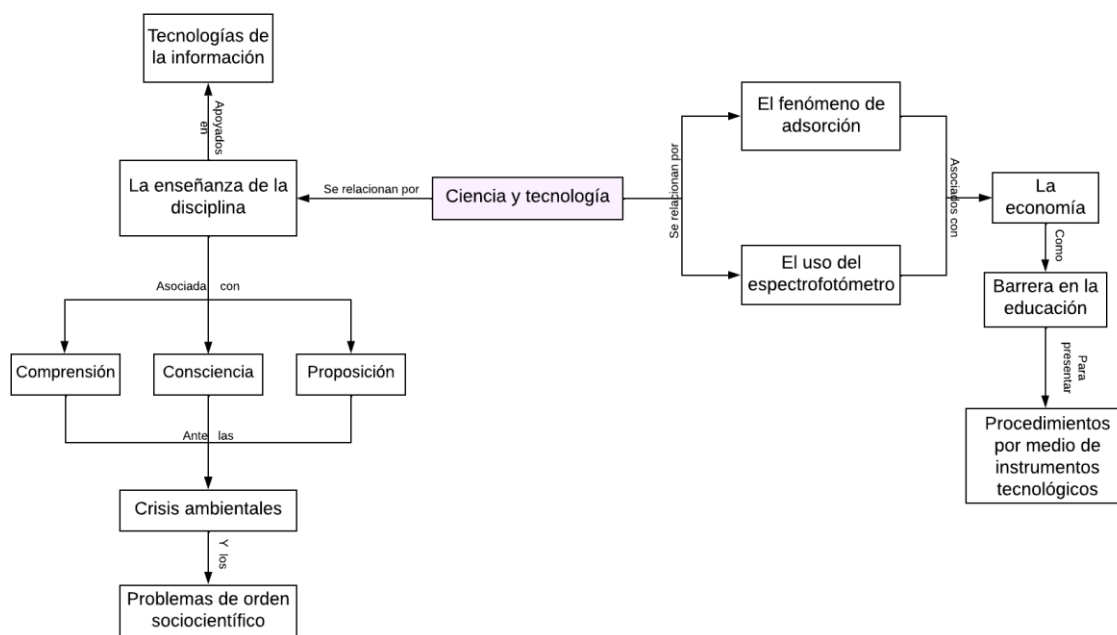 Tecnologías de
la información
Apoyados
en
La enseñanza de la
disciplina
Se relacionan por
Ciencia y tecnología
Se relacionan por
El fenómeno de
adsorción
El uso del
espectrofotómetro
Asociados con
La
economía
Como
Barrera en la
educación
Para
presentar
Procedimientos
por medio de
instrumentos
tecnológicos
Asociada con
Comprensión
Consciencia
Proposición
Ante las
Crisis ambientales
Y los
Problemas de orden
sociocientífico